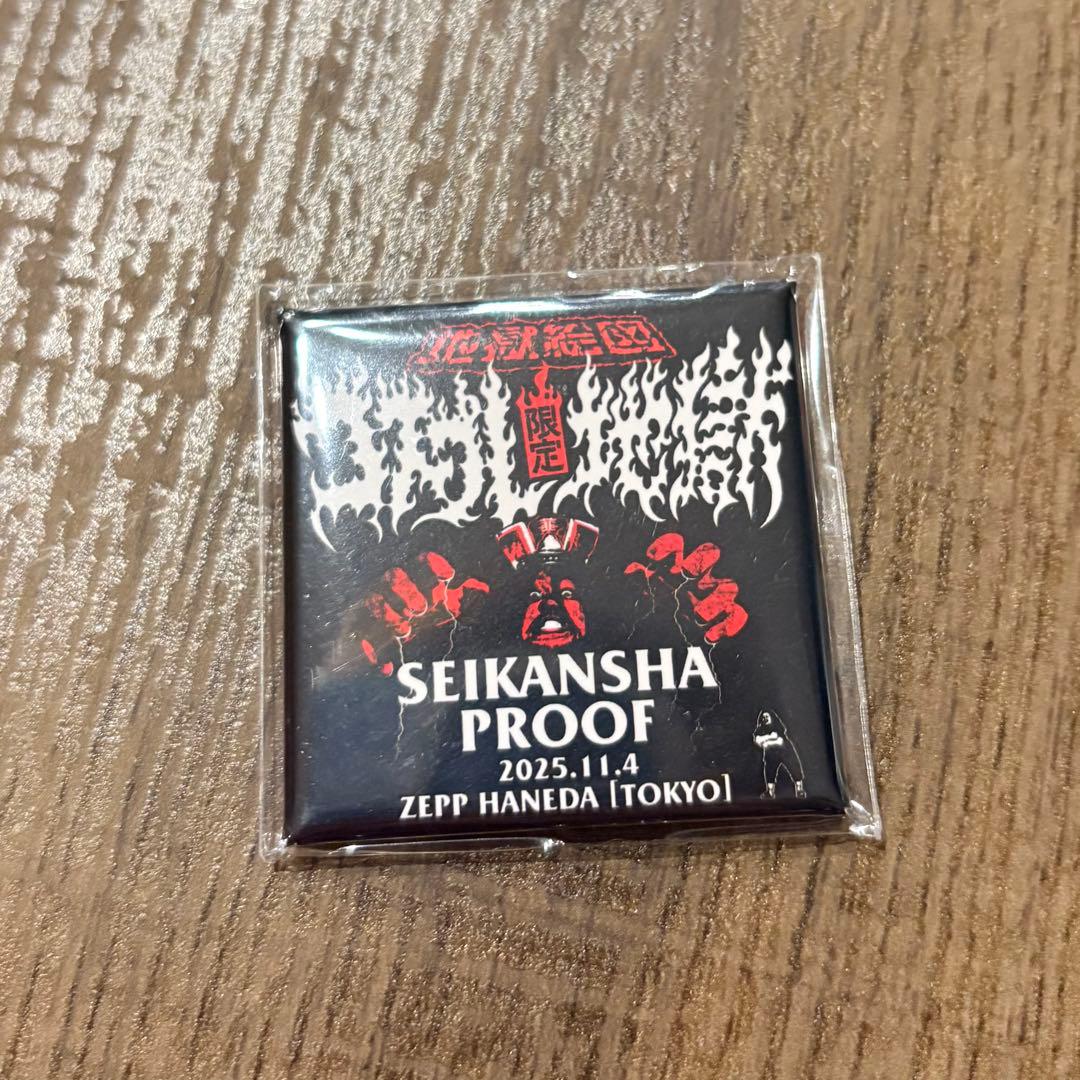 地獄絵図
限定
SEIKANSHA
PROOF
2025.11.4
ZEPP HANEDA [TOKYO]